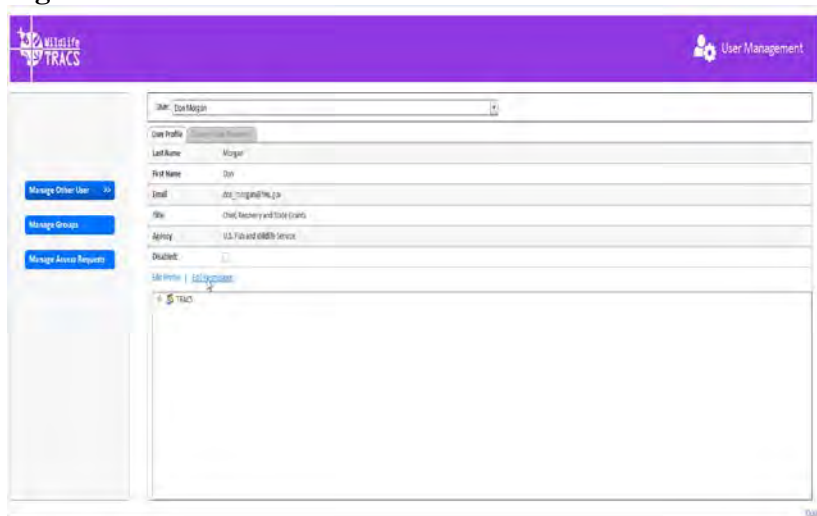 Wildlife
TRACS
User Management
User: Don Morgan
User Profile
Last Name Morgan
First Name Don
Manage Other User >>
Email
Title Chief, Recovery and State Grants
Manage Groups
Agency U.S. Fish and Wildlife Service
Manage Access Requests
Disabled:
Edit Profile | Edit Permissions
TRACS